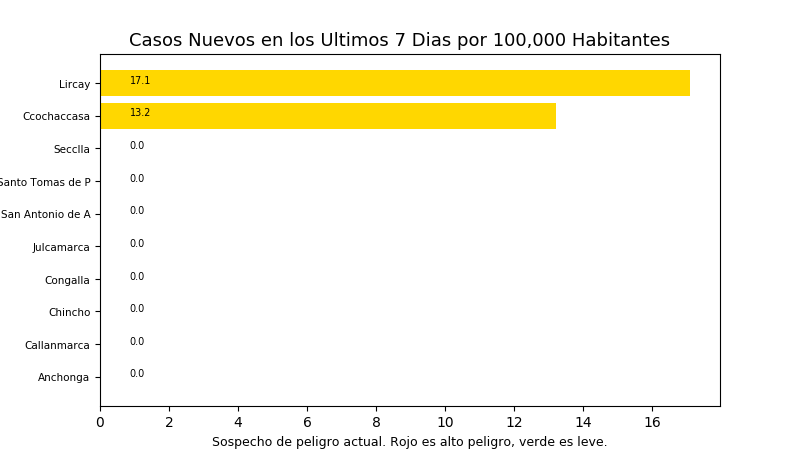 Casos Nuevos en los Ultimos 7 Dias por 100,000 Habitantes
Lircay 17.1
Ccochaccasa 13.2
Secclla 0.0
Santo Tomas de P 0.0
San Antonio de A 0.0
Julcamarca 0.0
Congalla 0.0
Chincho 0.0
Callanmarca 0.0
Anchonga 0.0
0 2 4 6 8 10 12 14 16
Sospecho de peligro actual. Rojo es alto peligro, verde es leve.